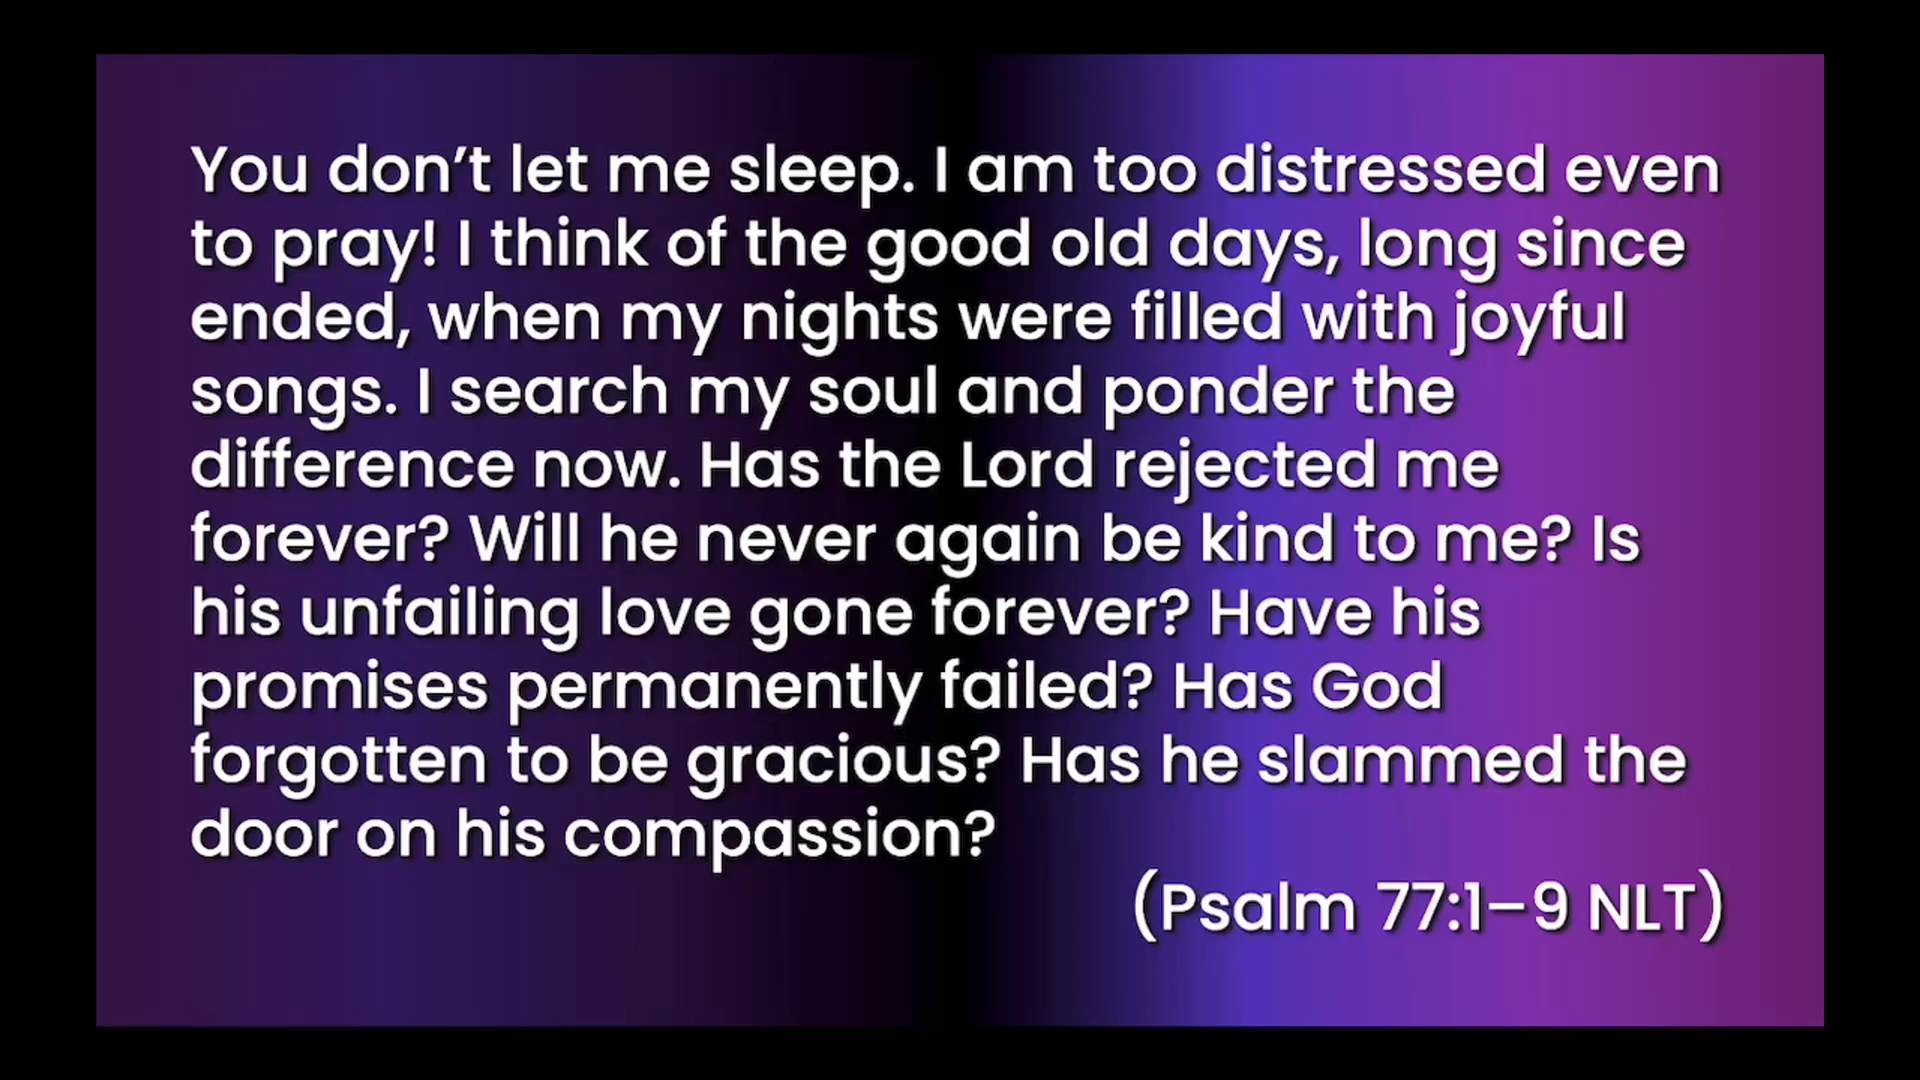 You don’t let me sleep. I am too distressed even
to pray! I think of the good old days, long since
ended, when my nights were filled with joyful
songs. I search my soul and ponder the
difference now. Has the Lord rejected me
forever? Will he never again be kind to me? Is
his unfailing love gone forever? Have his
promises permanently failed? Has God
forgotten to be gracious? Has he slammed the
door on his compassion?
(Psalm 77:1–9 NLT)